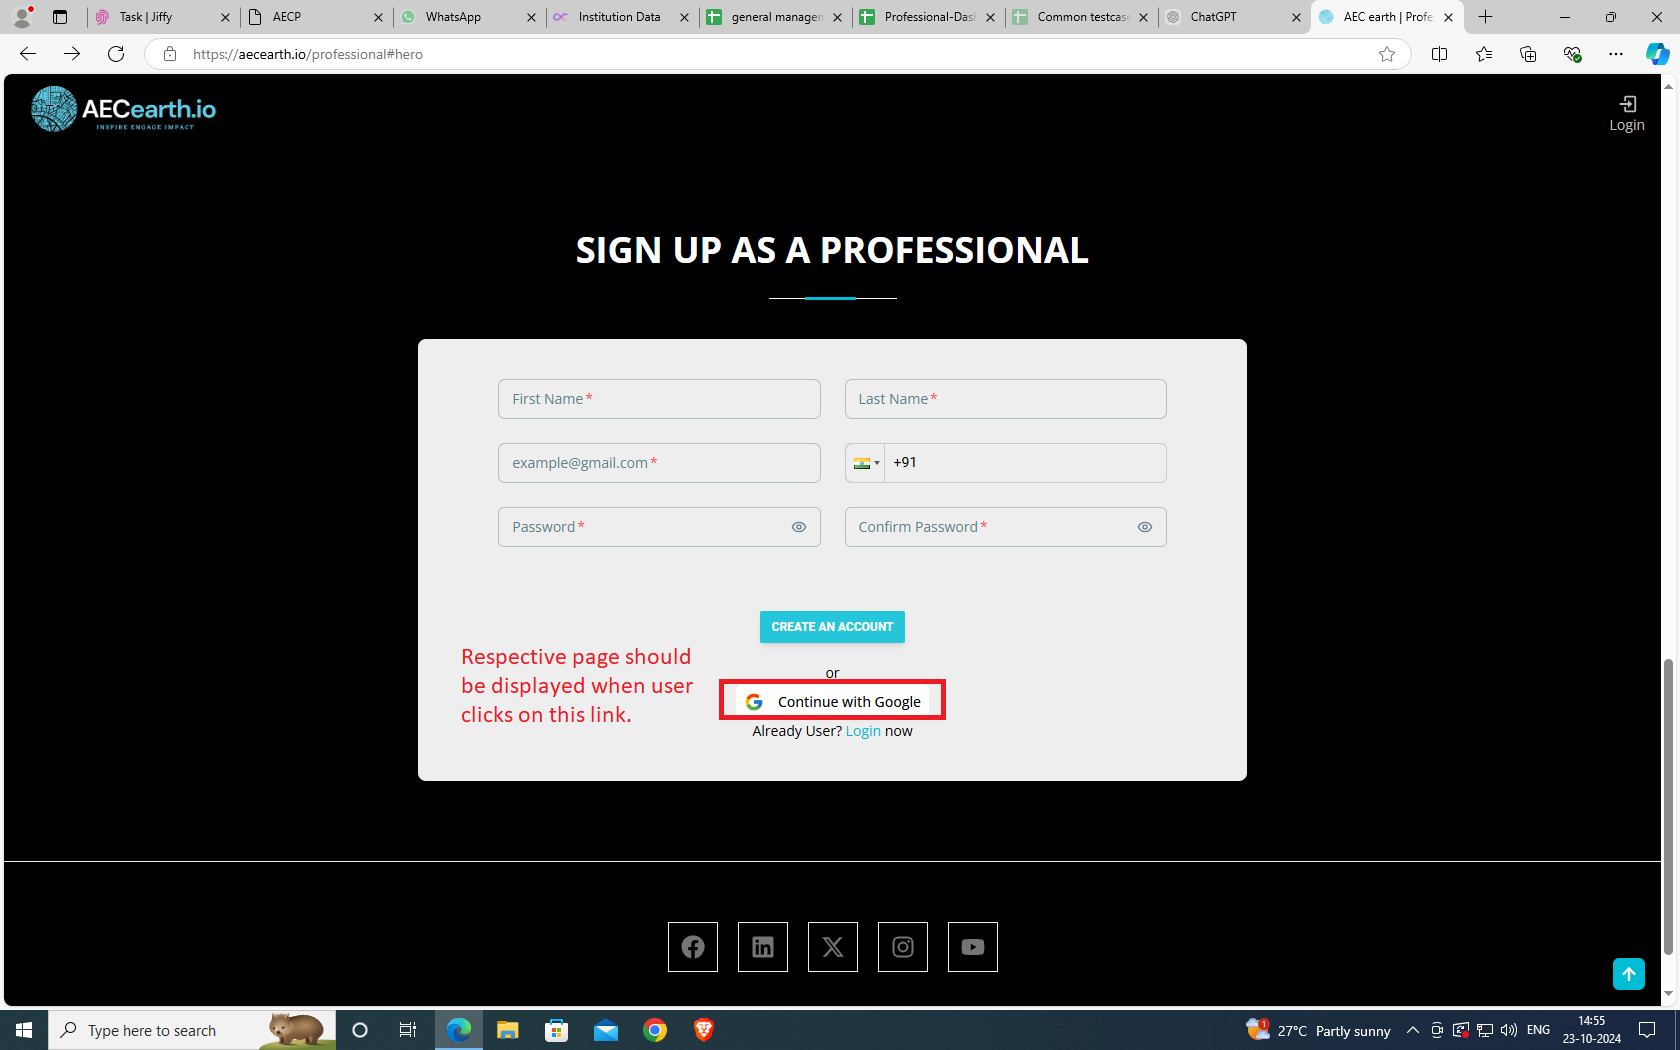 Task | Jiffy
AECP
WhatsApp
Institution Data
general managem
Professional-Das
Common testcase
ChatGPT
AEC earth | Profe
https://aecearth.io/professional#hero
AECearth.io
INSPIRE ENGAGE IMPACT
Login
SIGN UP AS A PROFESSIONAL
First Name *
Last Name *
example@gmail.com *
+91
Password *
Confirm Password *
CREATE AN ACCOUNT
Respective page should
be displayed when user
clicks on this link.
or
Continue with Google
Already User? Login now
Type here to search
1
27°C Partly sunny
ENG
14:55
23-10-2024